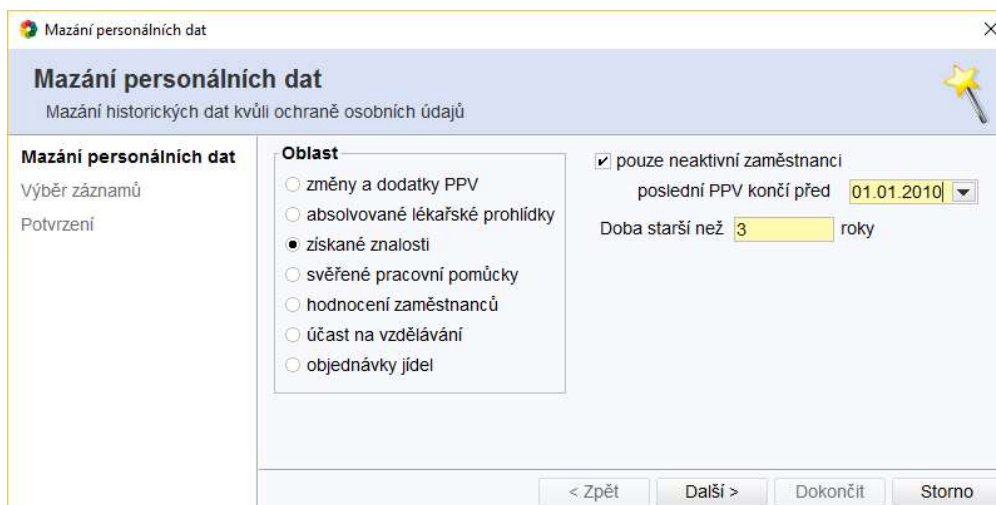 Mazání personálních dat
Mazání personálních dat
Mazání historických dat kvůli ochraně osobních údajů
Mazání personálních dat
Výběr záznamů
Potvrzení
Oblast
změny a dodatky PPV
absolvované lékařské prohlídky
získané znalosti
svěřené pracovní pomůcky
hodnocení zaměstnanců
účast na vzdělávání
objednávky jídel
pouze neaktivní zaměstnanci
poslední PPV končí před 01.01.2010
Doba starší než 3 roky
< Zpět Další > Dokončit Storno